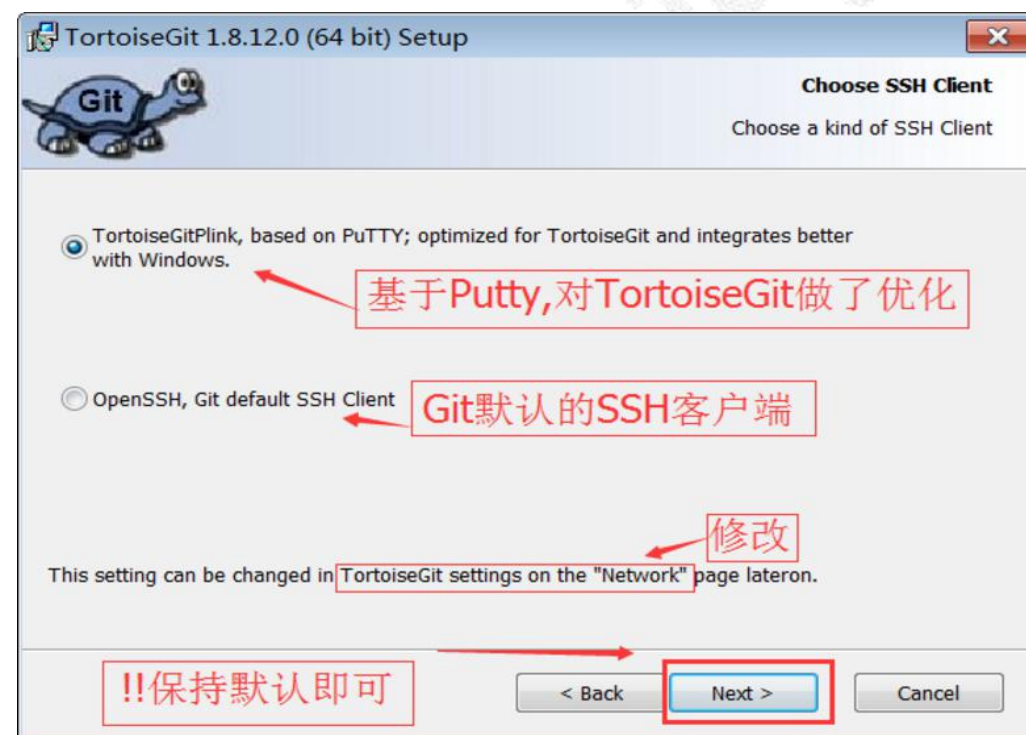 TortoiseGit 1.8.12.0 (64 bit) Setup
Git
Choose SSH Client
Choose a kind of SSH Client
TortoiseGitPlink, based on PuTTY; optimized for TortoiseGit and integrates better
with Windows.
基于Putty,对TortoiseGit做了优化
OpenSSH, Git default SSH Client
Git默认的SSH客户端
修改
This setting can be changed in TortoiseGit settings on the "Network" page lateron.
!!保持默认即可
< Back
Next >
Cancel